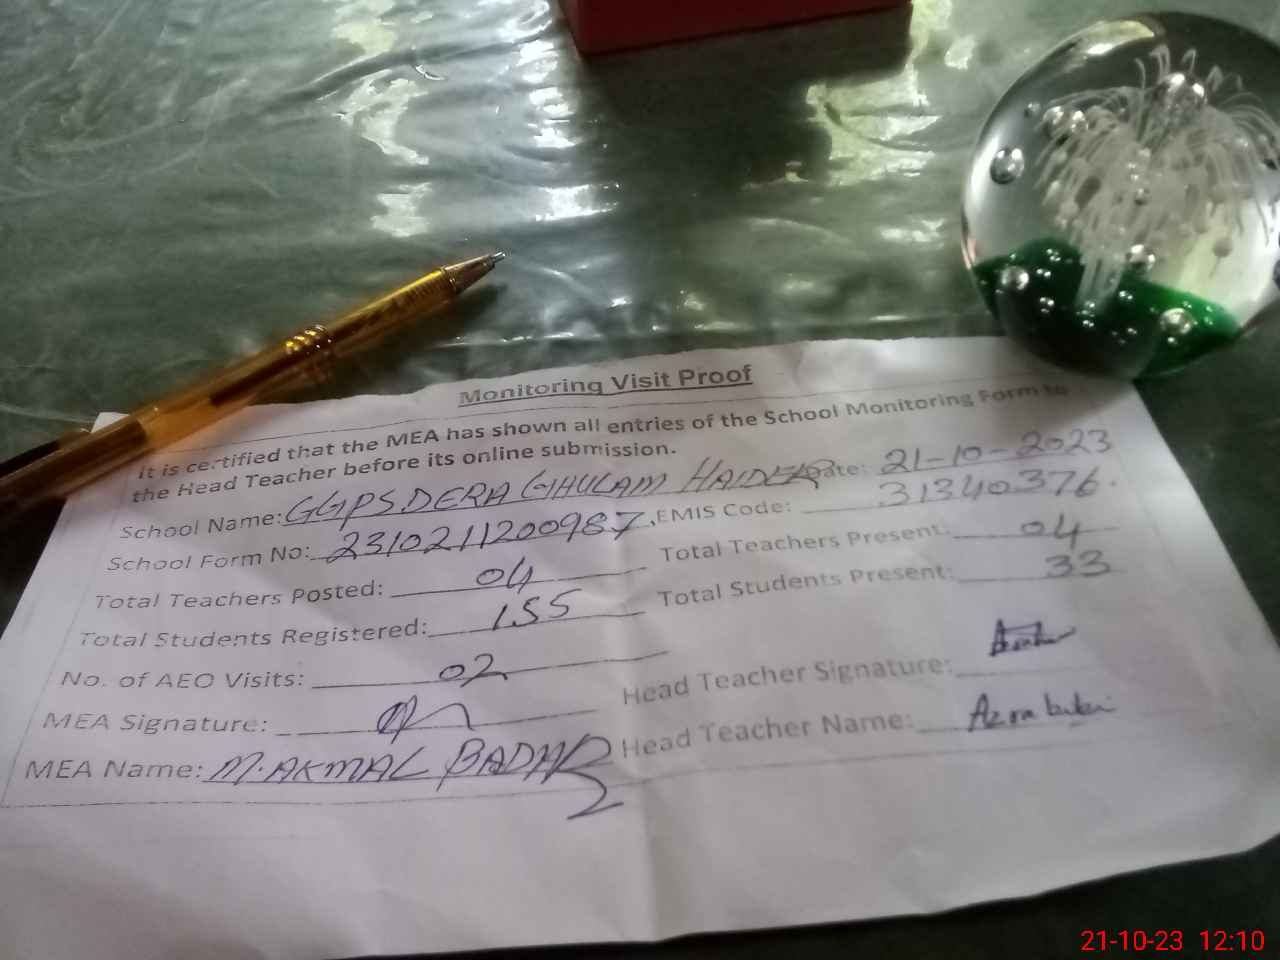 Monitoring Visit Proof
It is certified that the MEA has shown all entries of the School Monitoring Form to
the Head Teacher before its online submission.
School Name: GGPS DERA GHULAM HAIDER Date: 21-10-2023
School Form No: 2310211200987. EMIS Code: 31340376.
Total Teachers Posted: 04 Total Teachers Present: 04
Total Students Registered: 155 Total Students Present: 33
No. of AEO Visits: 02
MEA Signature: Head Teacher Signature:
MEA Name: M. AKMAL BADAR Head Teacher Name: Azra
21-10-23 12:10